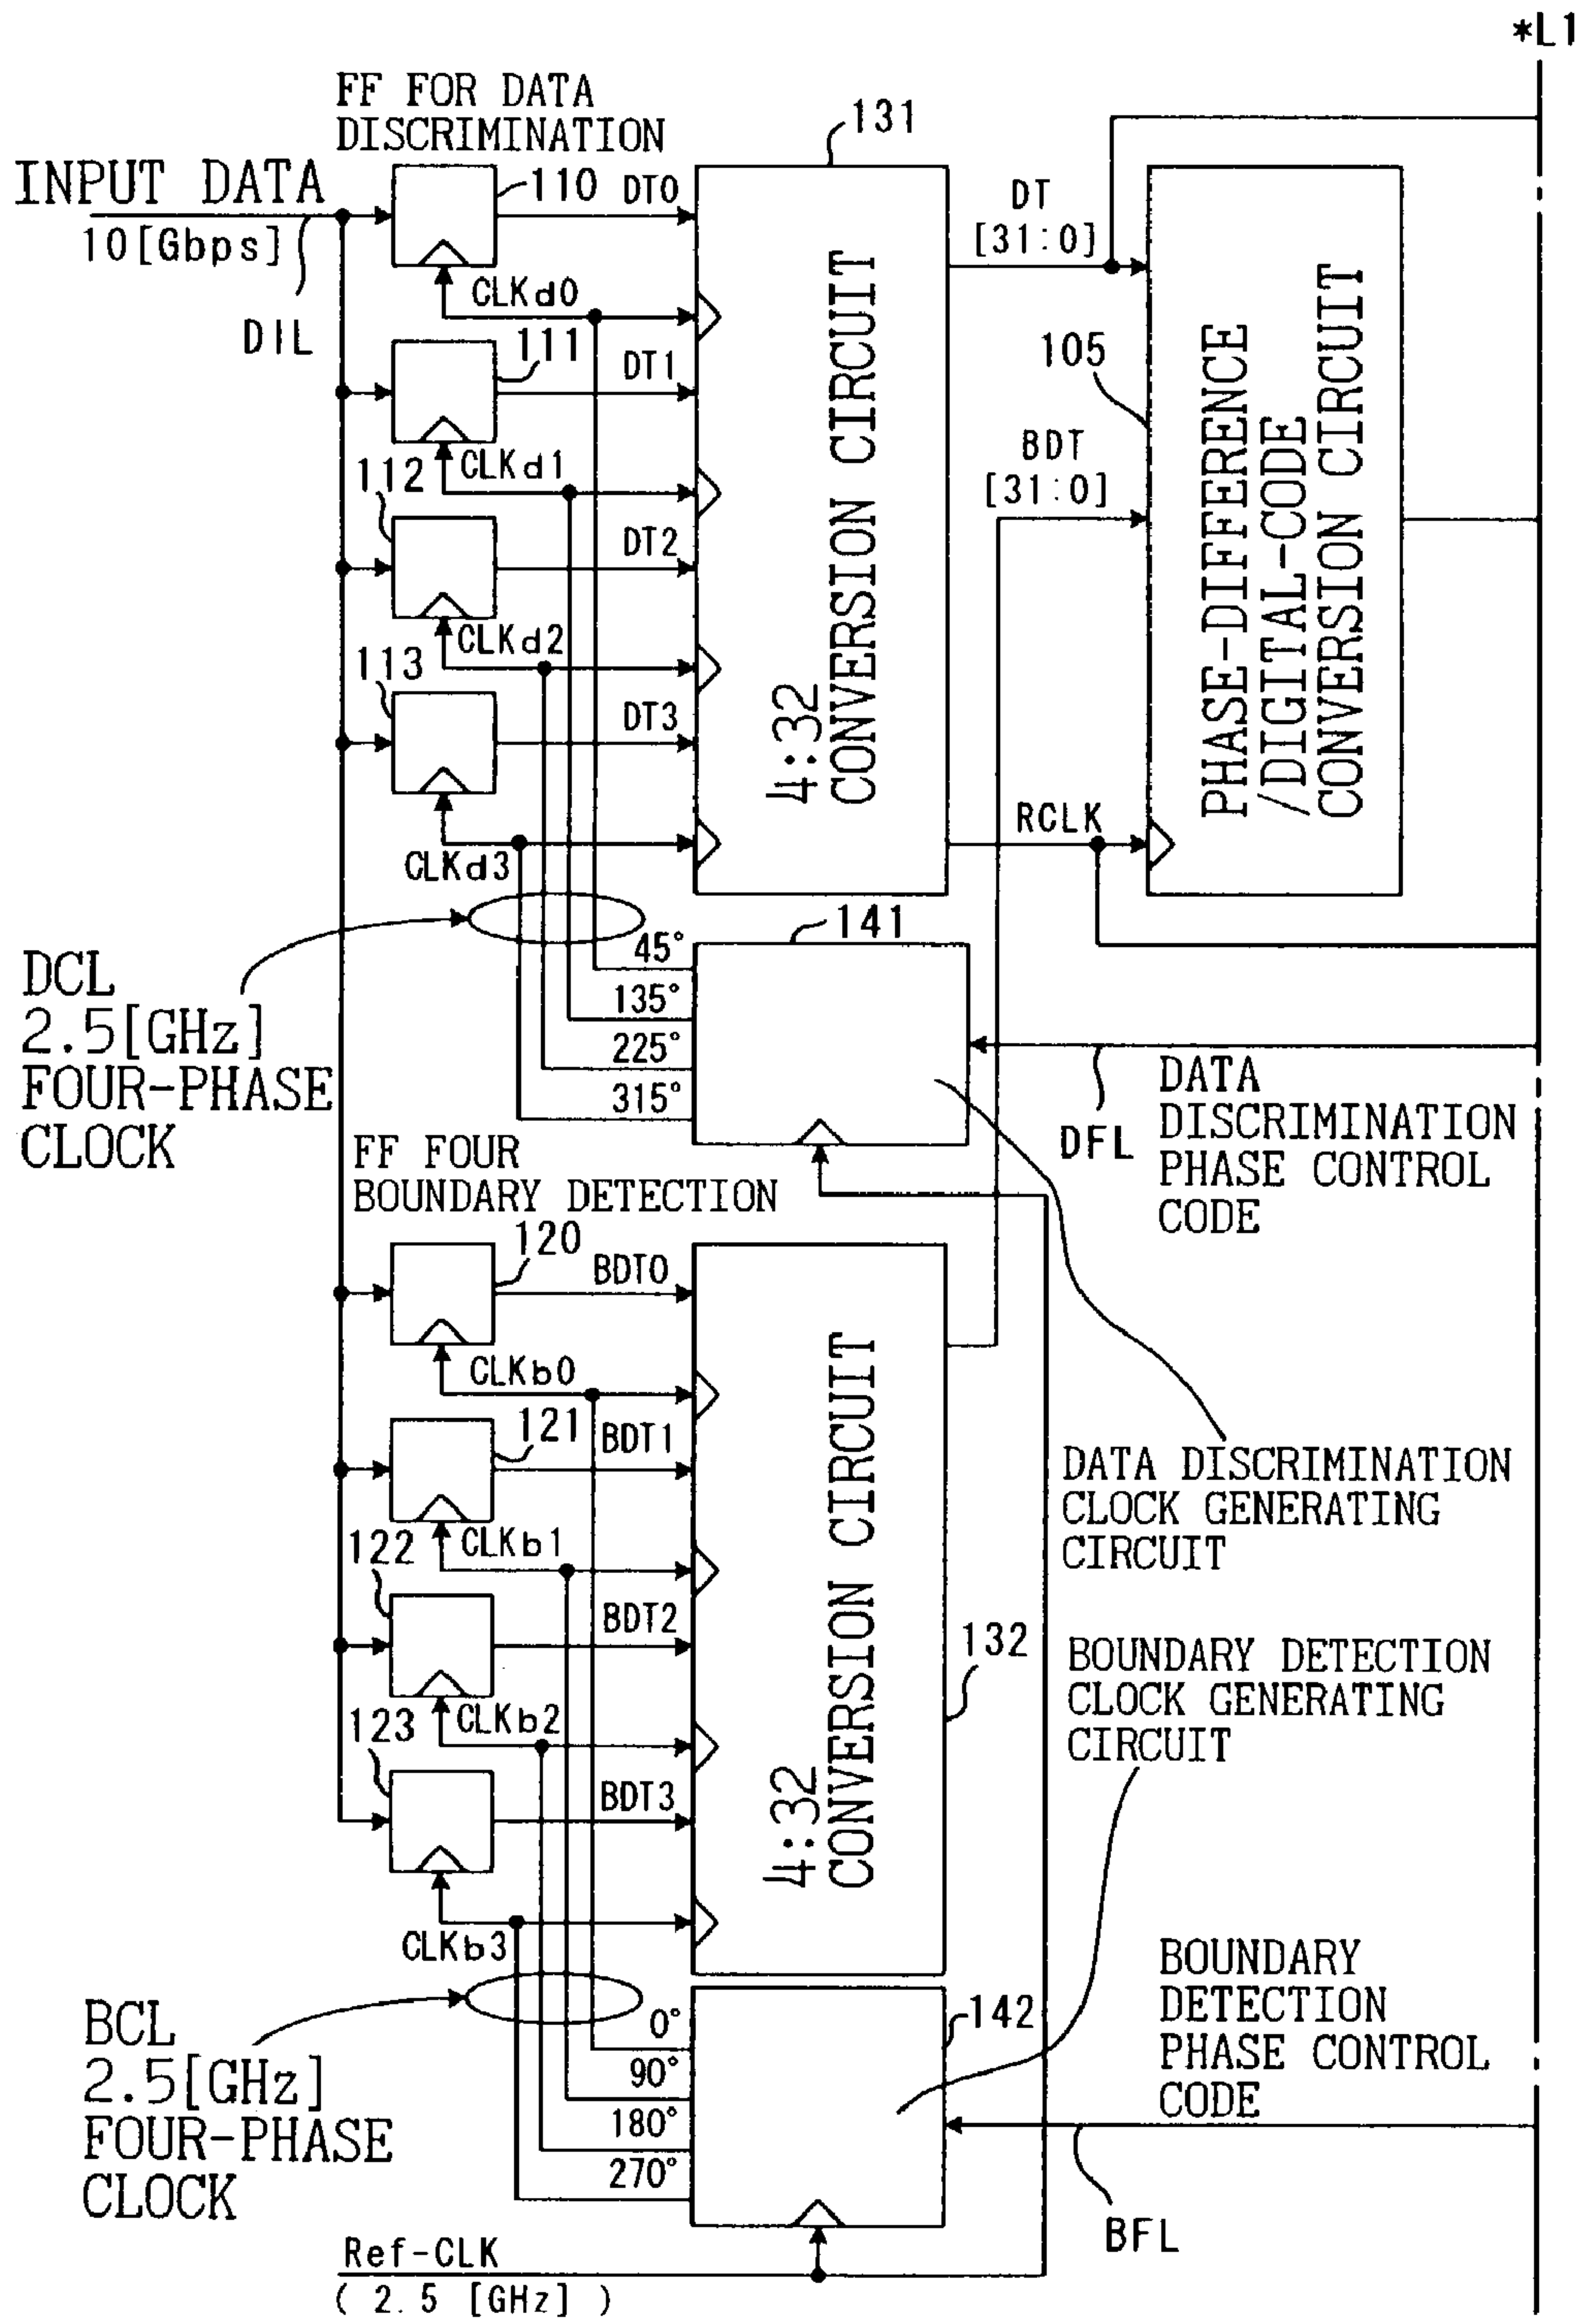 *L1
FF FOR DATA
DISCRIMINATION
131
INPUT DATA
10[Gbps]
DIL
110
DT0
CLKd0
111
DT1
CLKd1
112
DT2
CLKd2
113
DT3
CLKd3
4:32
CONVERSION CIRCUIT
DT
[31:0]
105
BDT
[31:0]
RCLK
PHASE-DIFFERENCE
/DIGITAL-CODE
CONVERSION CIRCUIT
DCL
2.5[GHz]
FOUR-PHASE
CLOCK
141
45°
135°
225°
315°
DFL
DATA
DISCRIMINATION
PHASE CONTROL
CODE
FF FOUR
BOUNDARY DETECTION
120
BDT0
CLKb0
121
BDT1
CLKb1
122
BDT2
CLKb2
123
BDT3
CLKb3
4:32
CONVERSION CIRCUIT
132
DATA DISCRIMINATION
CLOCK GENERATING
CIRCUIT
BOUNDARY DETECTION
CLOCK GENERATING
CIRCUIT
BCL
2.5[GHz]
FOUR-PHASE
CLOCK
0°
90°
180°
270°
142
BOUNDARY
DETECTION
PHASE CONTROL
CODE
BFL
Ref-CLK
( 2.5 [GHz] )